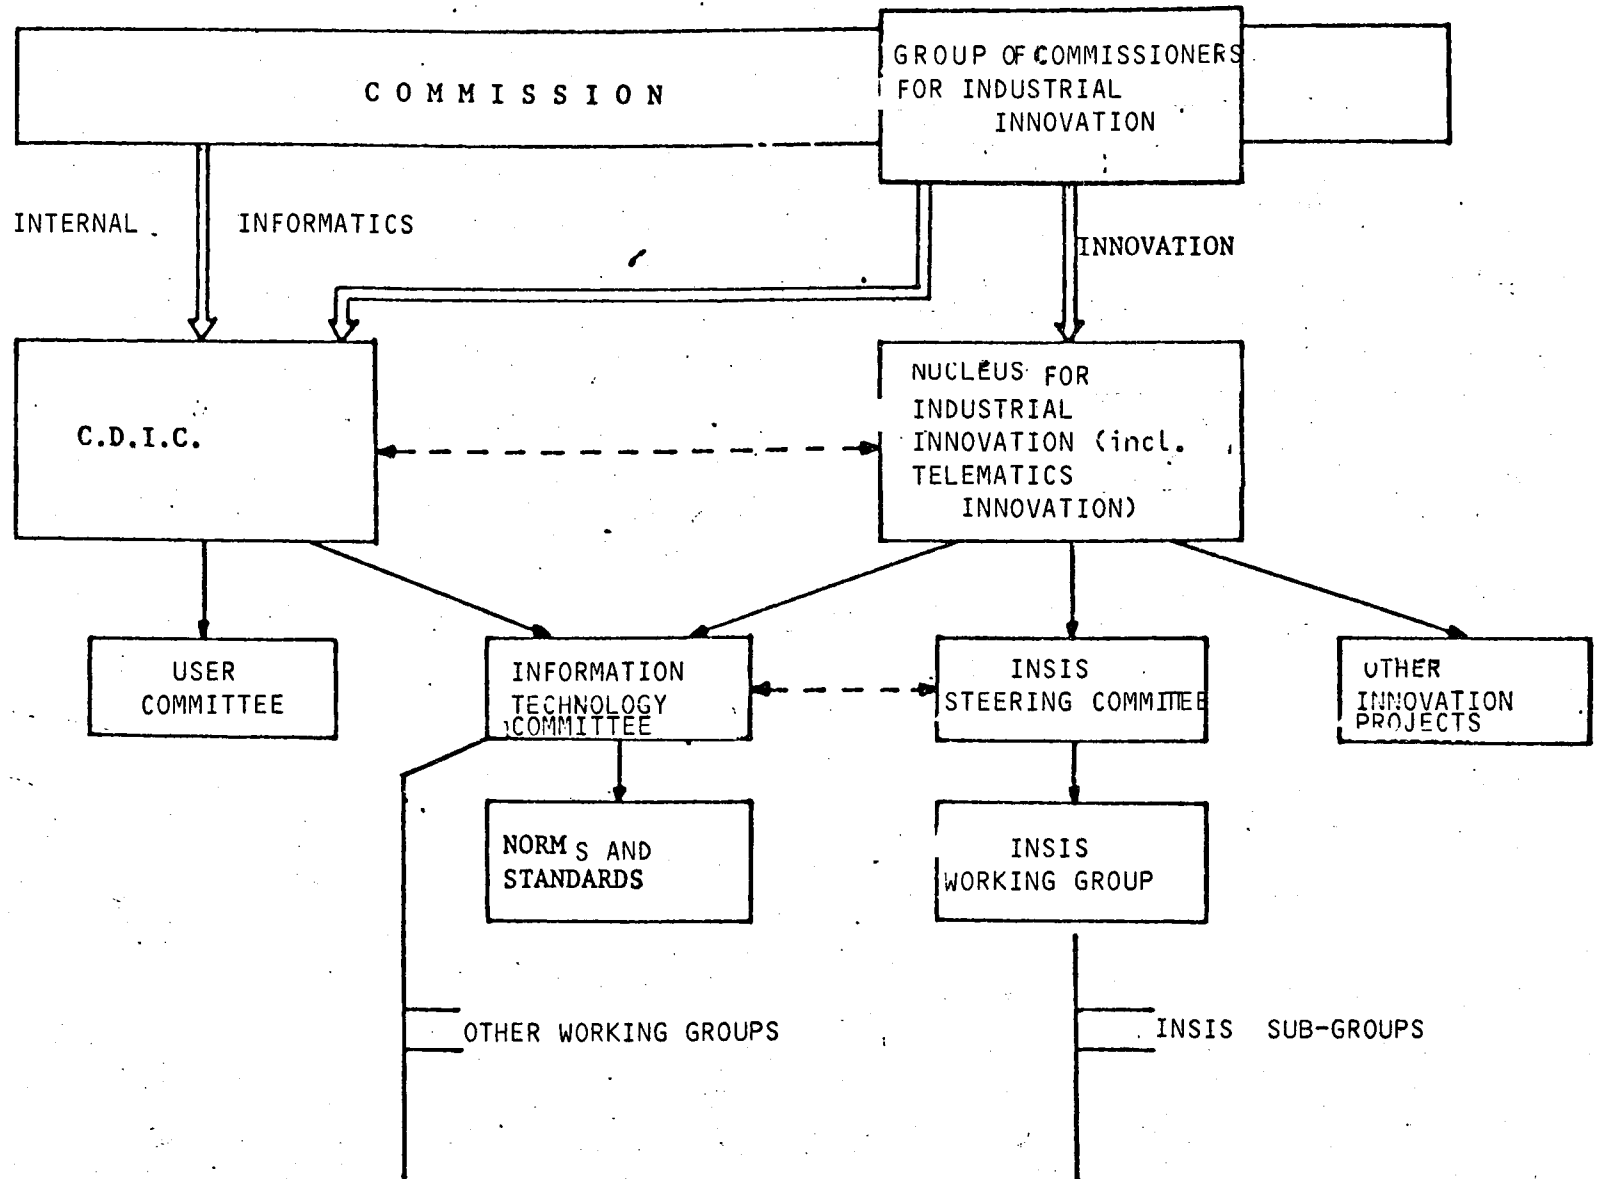 COMMISSION
GROUP OF COMMISSIONERS
FOR INDUSTRIAL
INNOVATION
INTERNAL INFORMATICS
INNOVATION
C.D.I.C.
NUCLEUS FOR
INDUSTRIAL
INNOVATION (incl.
TELEMATICS
INNOVATION)
USER
COMMITTEE
INFORMATION
TECHNOLOGY
COMMITTEE
INSIS
STEERING COMMITTEE
OTHER
INNOVATION
PROJECTS
NORMS AND
STANDARDS
INSIS
WORKING GROUP
OTHER WORKING GROUPS
INSIS SUB-GROUPS